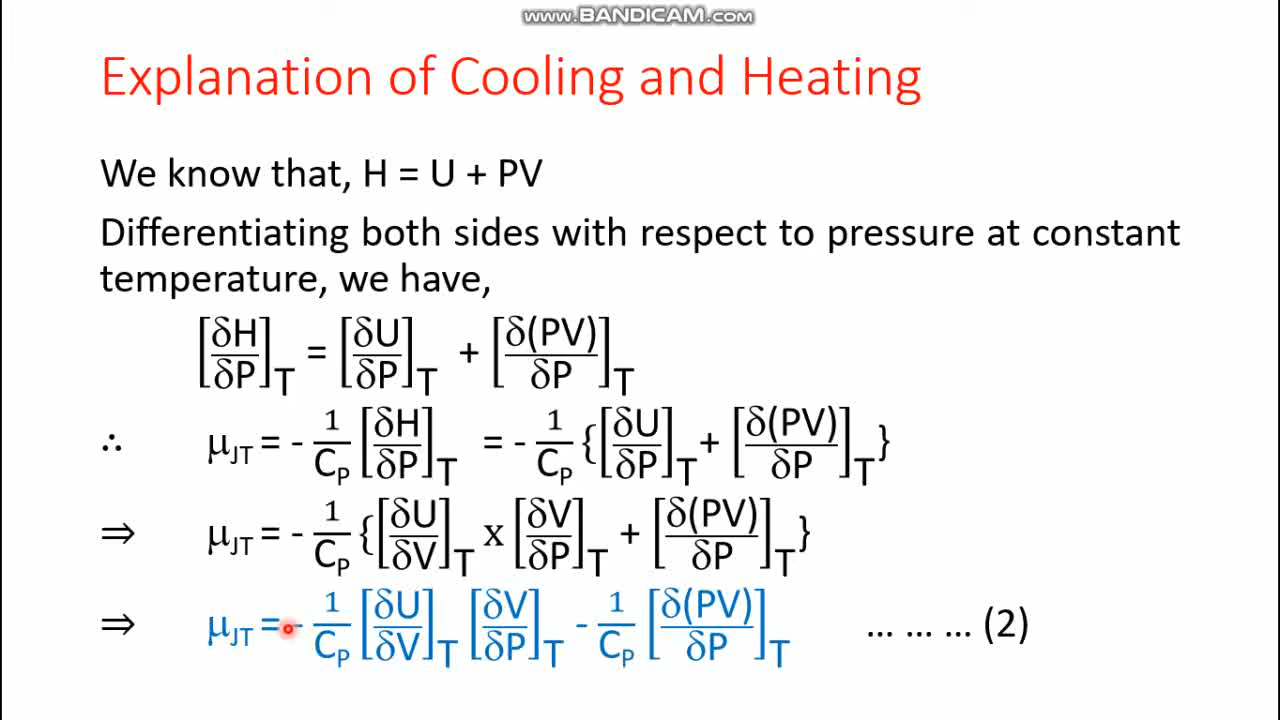 www.BANDICAM.com
Explanation of Cooling and Heating
We know that, H = U + PV
Differentiating both sides with respect to pressure at constant
temperature, we have,
[δH/δP]T = [δU/δP]T + [δ(PV)/δP]T
∴ μJT = - 1/CP [δH/δP]T = - 1/CP {[δU/δP]T + [δ(PV)/δP]T}
⇒ μJT = - 1/CP {[δU/δV]T x [δV/δP]T + [δ(PV)/δP]T}
⇒ μJT = - 1/CP [δU/δV]T [δV/δP]T - 1/CP [δ(PV)/δP]T ... ... ... (2)